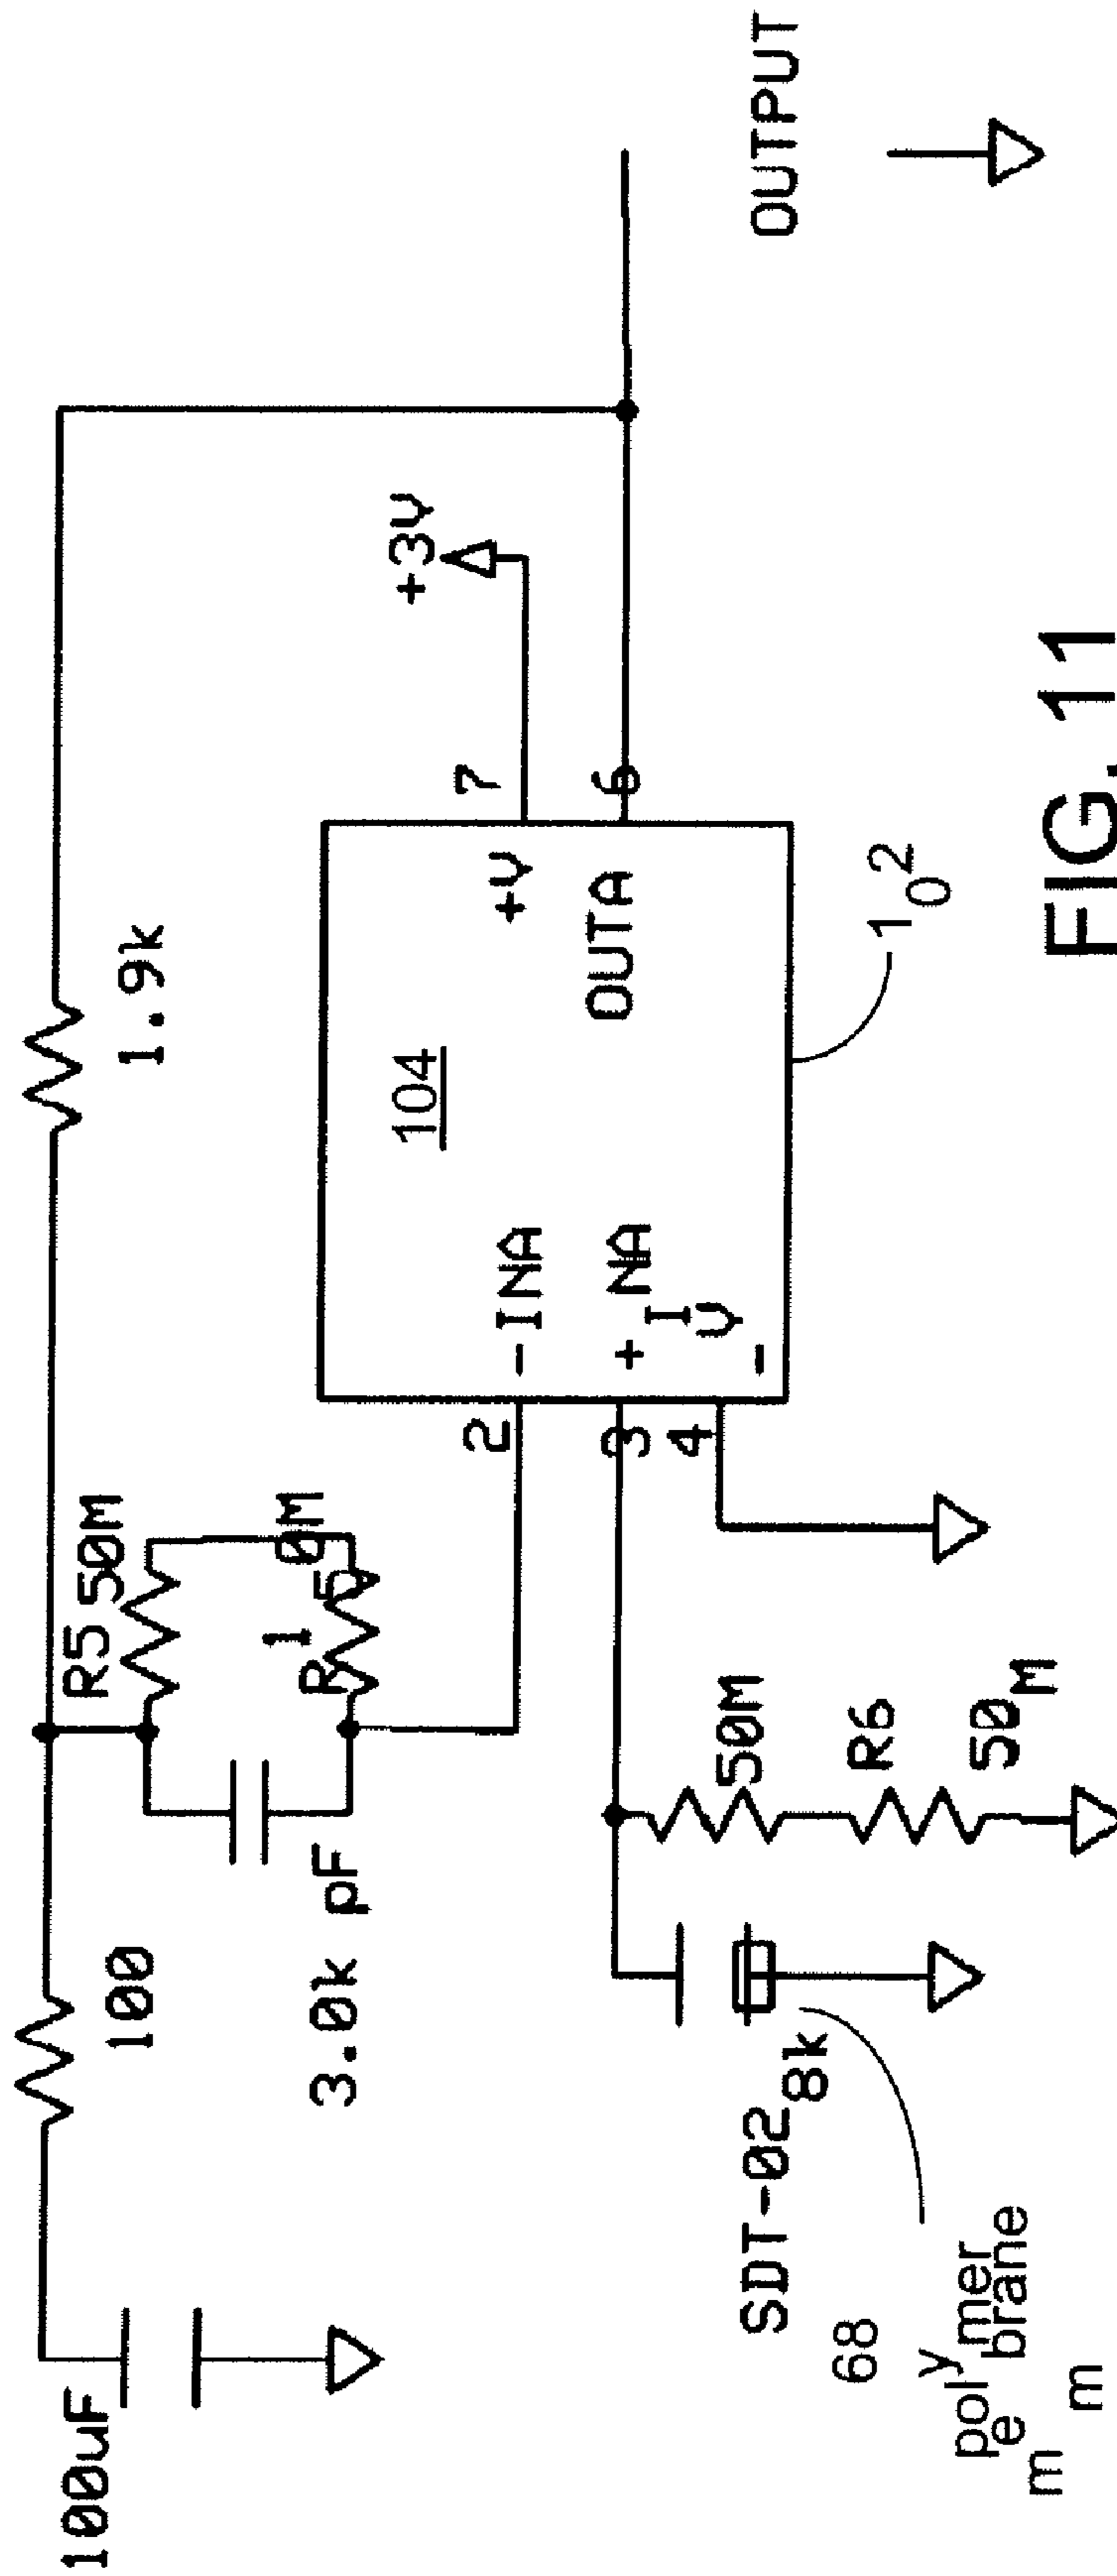 100uF
100
1.9k
3.0k pF
R5 50M
R1 50M
+3V
2
-INA
104
+V
7
3
+INA
OUTA
6
4
-V
OUTPUT
50M
R6
50M
SDT-028k
102
68
polymer
membrane
FIG. 11